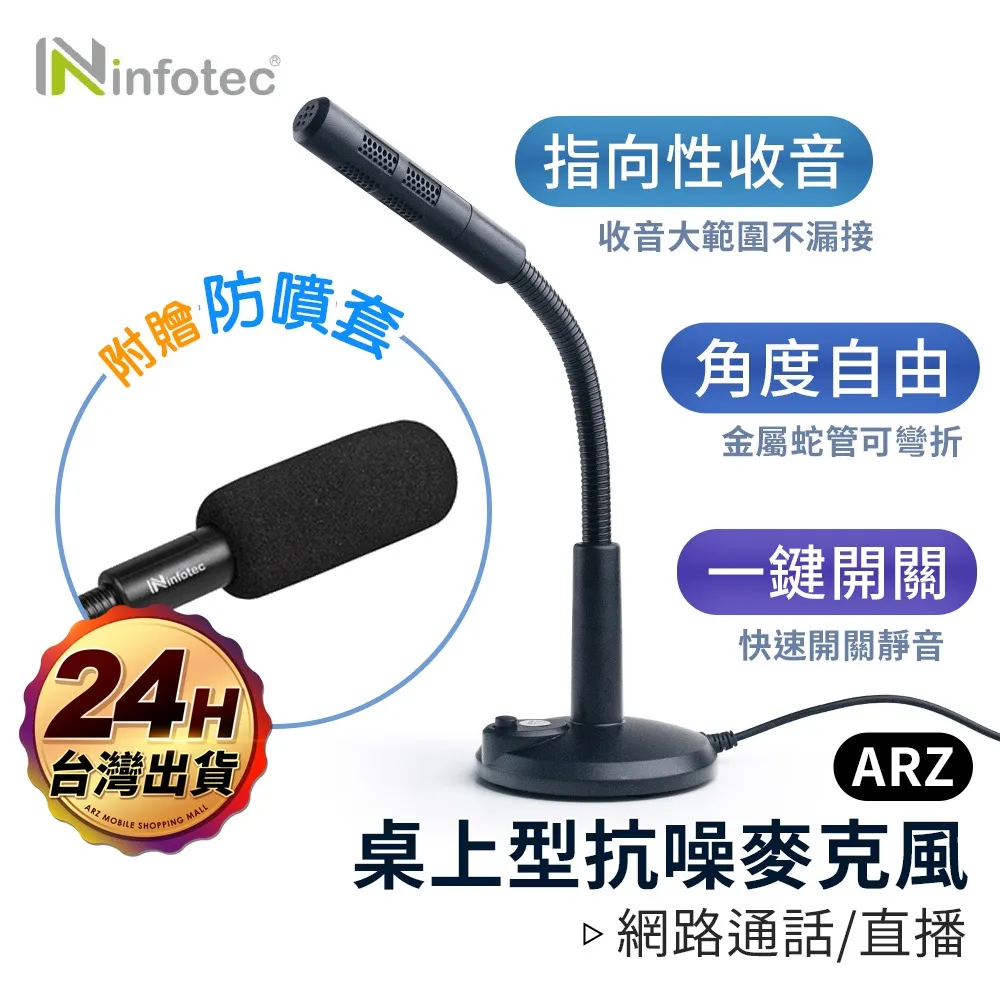 infotec®
指向性收音
收音大範圍不漏接
附贈防噴套
角度自由
金屬蛇管可彎折
infotec
一鍵開關
快速開關靜音
24H
台灣出貨
ARZ MOBILE SHOPPING MALL
ARZ
桌上型抗噪麥克風
▷網路通話/直播